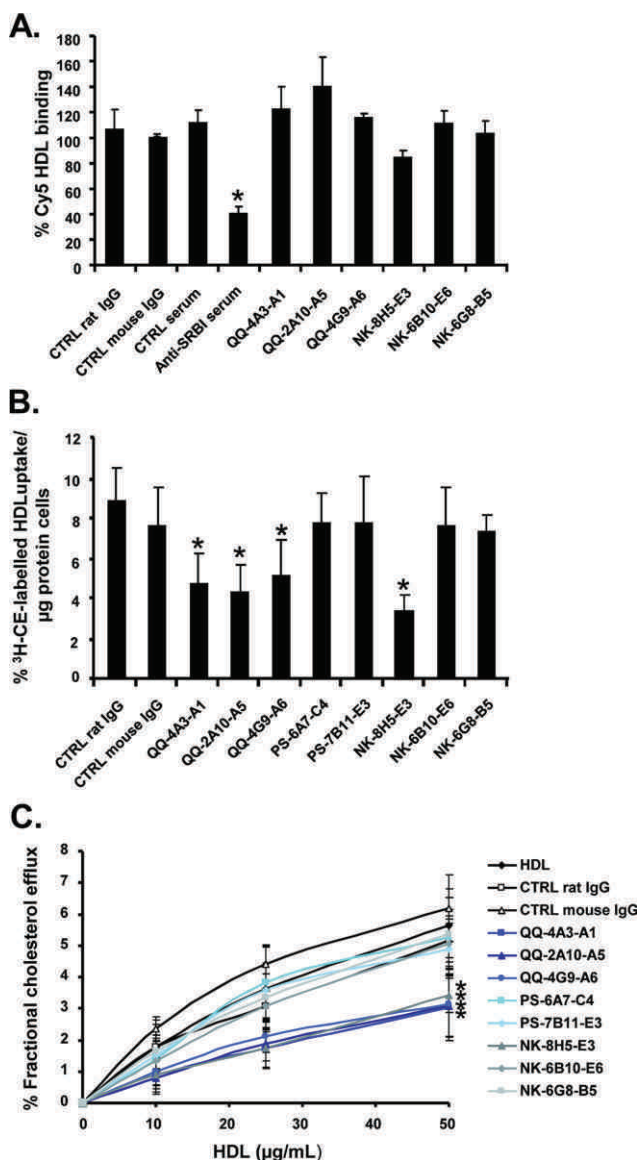 A.
% Cy5 HDL binding
180
160
140
120
100
80
60
40
20
0
*
CTRL rat IgG
CTRL mouse IgG
CTRL serum
Anti-SRBI serum
QQ-4A3-A1
QQ-2A10-A5
QQ-4G9-A6
NK-8H5-E3
NK-6B10-E6
NK-6G8-B5
B.
% ³H-CE-labelled HDLuptake/
µg protein cells
12
10
8
6
4
2
0
* * * *
CTRL rat IgG
CTRL mouse IgG
QQ-4A3-A1
QQ-2A10-A5
QQ-4G9-A6
PS-6A7-C4
PS-7B11-E3
NK-8H5-E3
NK-6B10-E6
NK-6G8-B5
C.
% Fractional cholesterol efflux
8
7
6
5
4
3
2
1
0
0 10 20 30 40 50
HDL (µg/mL)
*
*
*
*
HDL
CTRL rat IgG
CTRL mouse IgG
QQ-4A3-A1
QQ-2A10-A5
QQ-4G9-A6
PS-6A7-C4
PS-7B11-E3
NK-8H5-E3
NK-6B10-E6
NK-6G8-B5